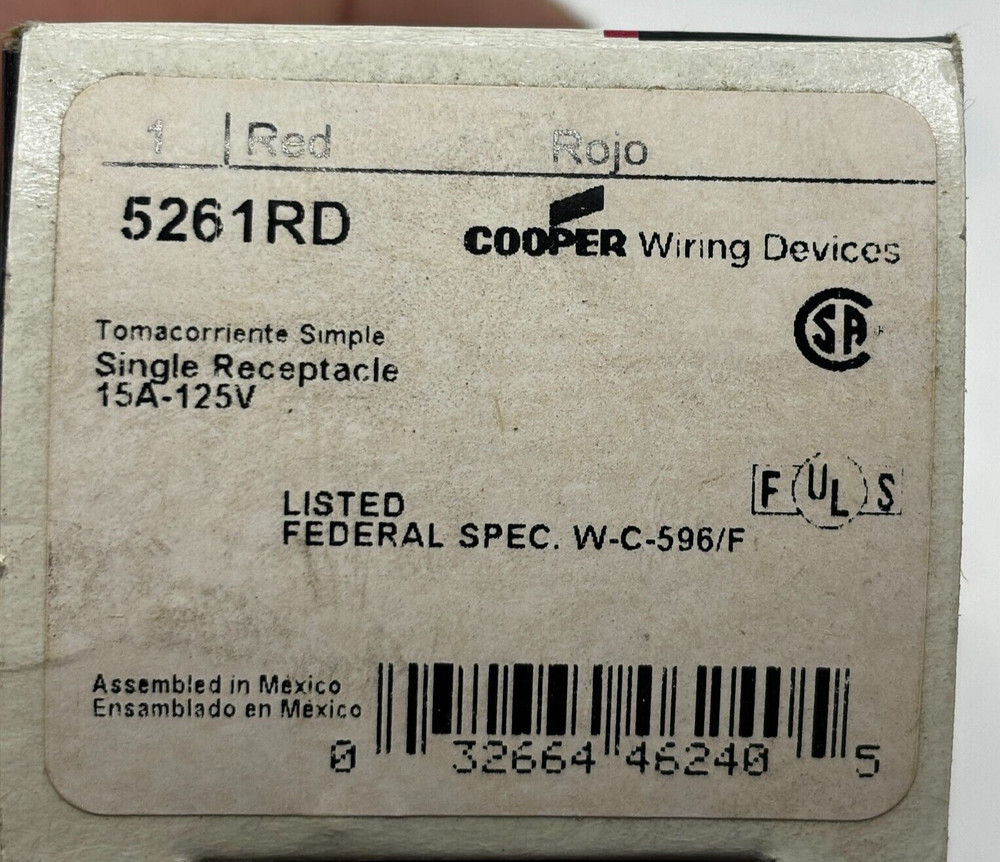 1 Red Rojo
5261RD
COOPER Wiring Devices
Tomacorriente Simple
Single Receptacle
15A-125V
SA
F UL S
LISTED
FEDERAL SPEC. W-C-596/F
Assembled in México
Ensamblado en México
0 32664 46240 5